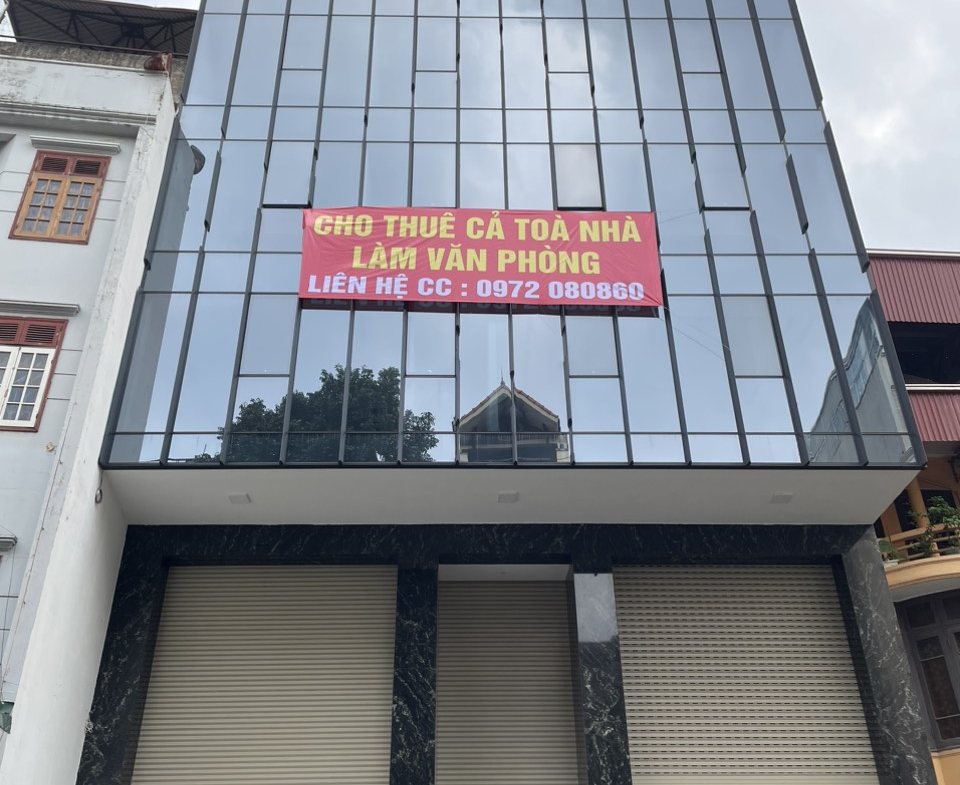 CHO THUÊ CẢ TOÀ NHÀ
LÀM VĂN PHÒNG
LIÊN HỆ CC : 0972 080860